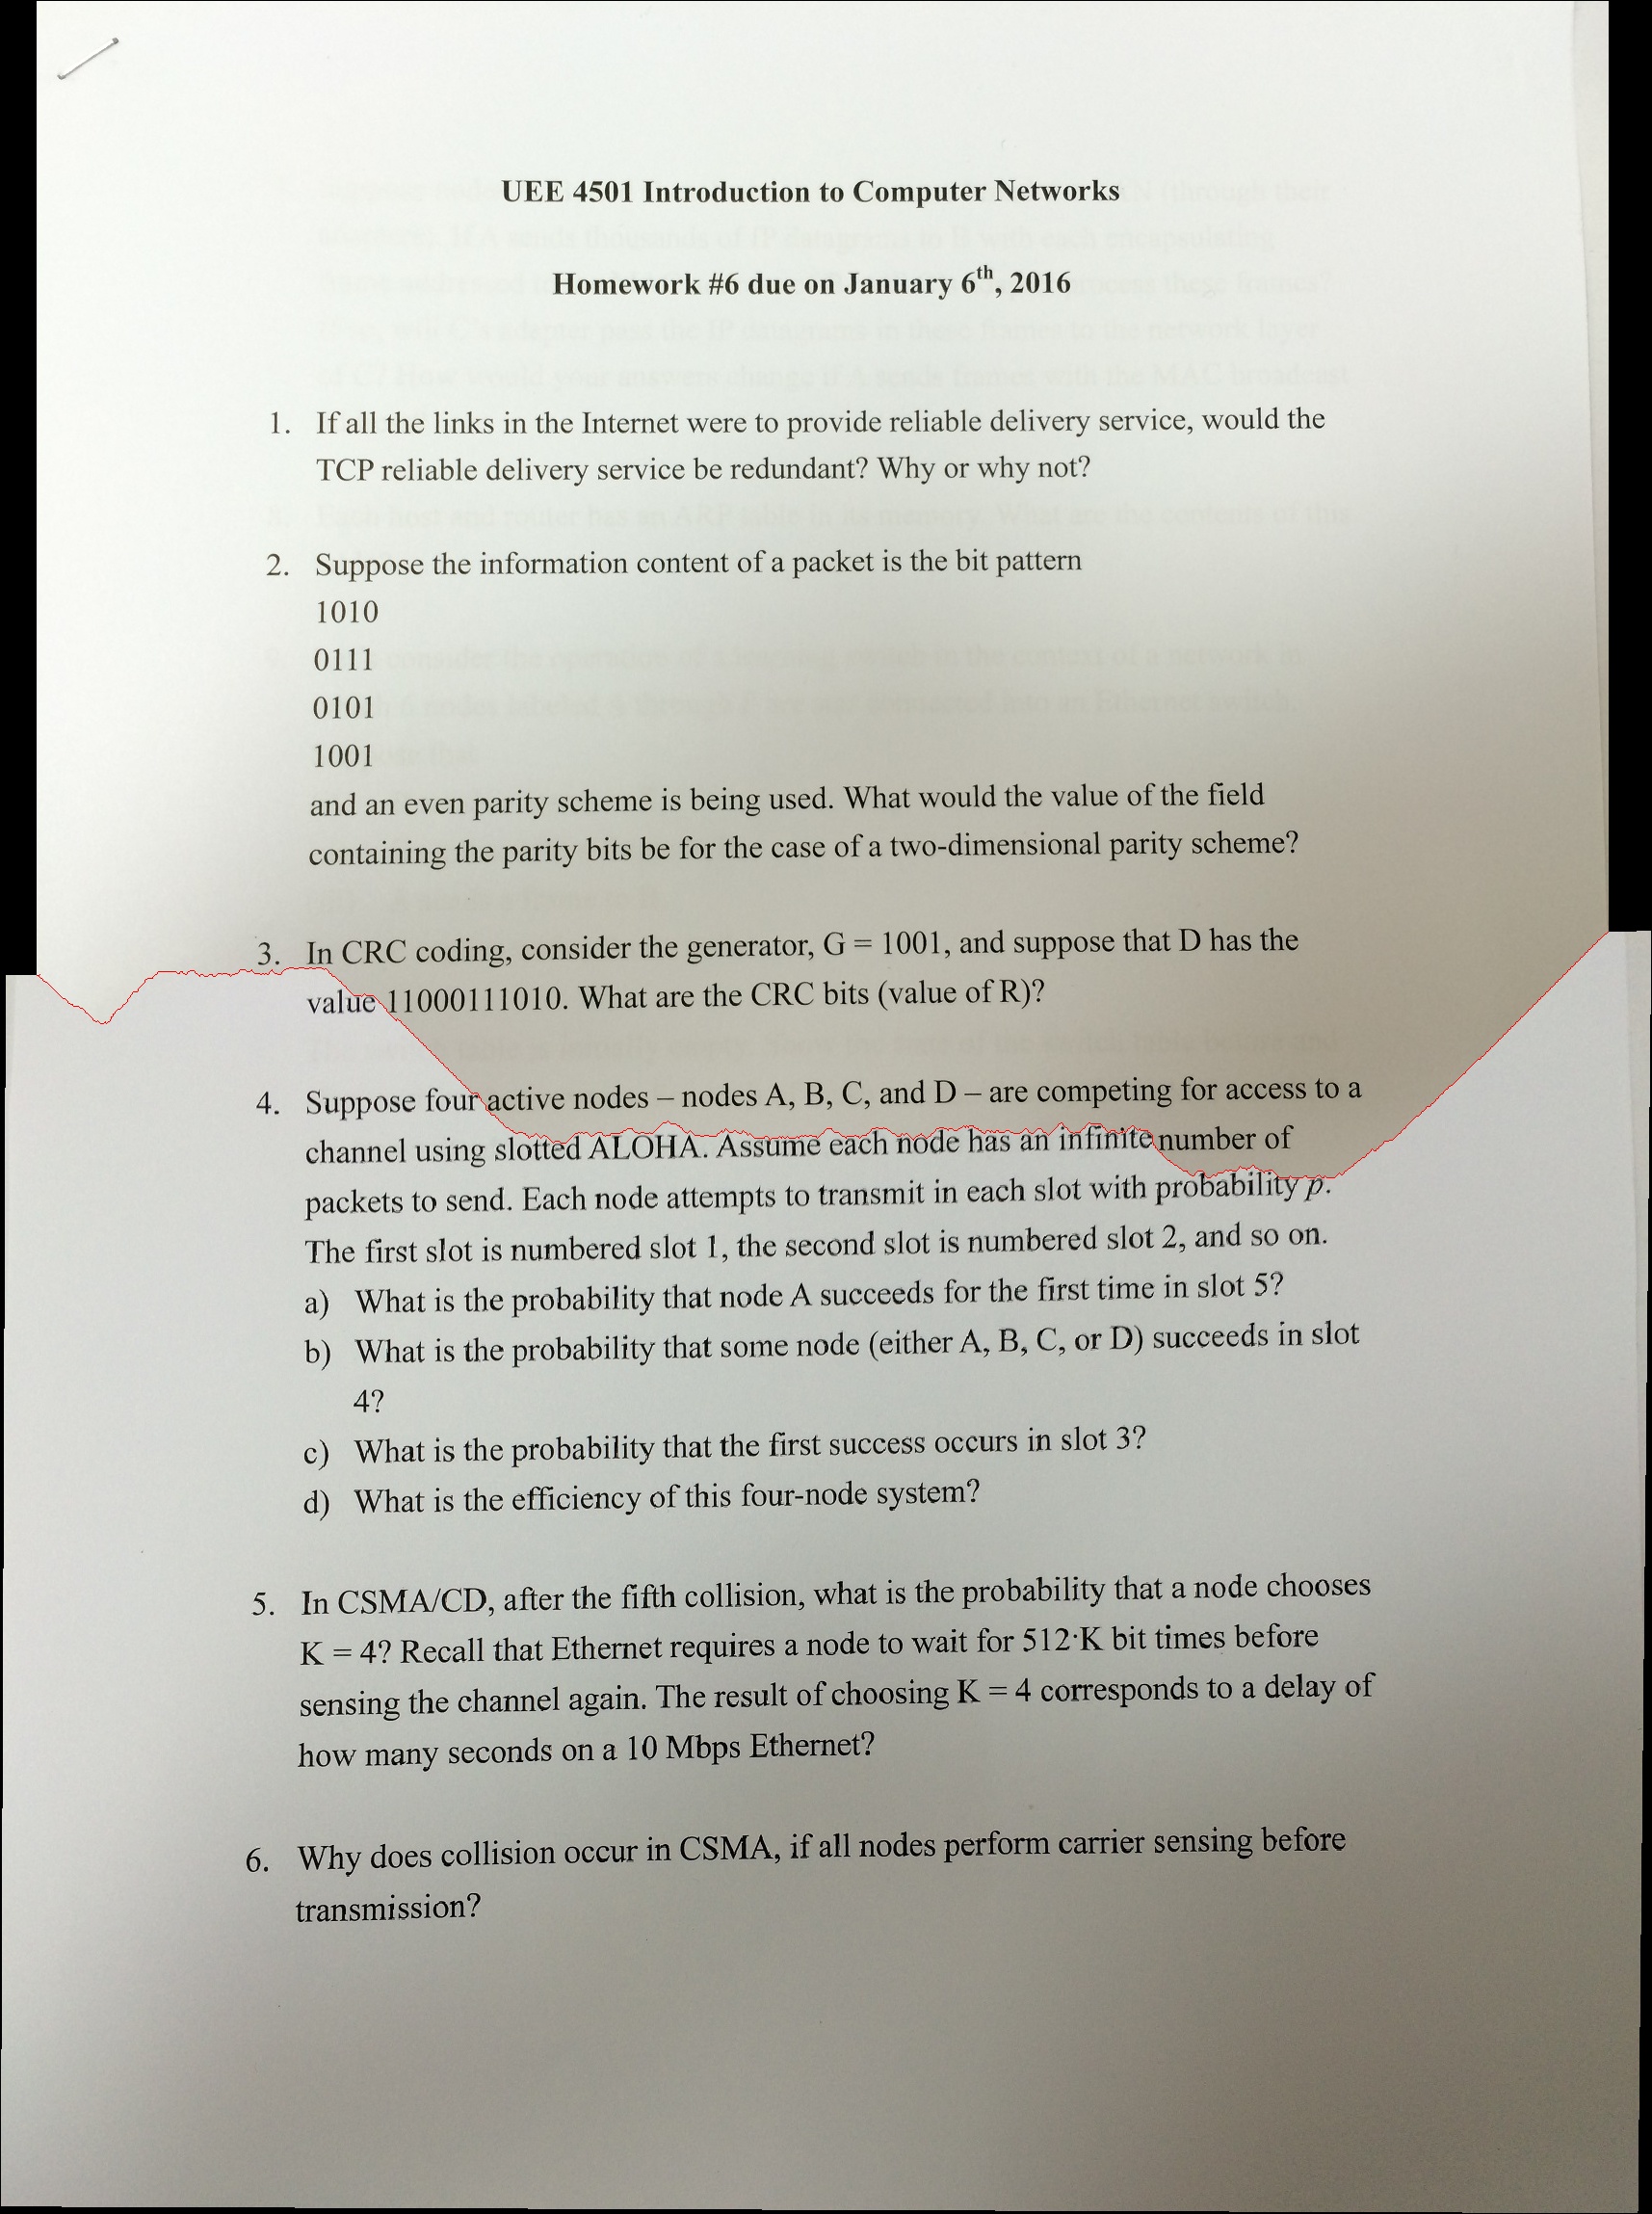 UEE 4501 Introduction to Computer Networks
Homework #6 due on January 6th, 2016
1. If all the links in the Internet were to provide reliable delivery service, would the
TCP reliable delivery service be redundant? Why or why not?
2. Suppose the information content of a packet is the bit pattern
1010
0111
0101
1001
and an even parity scheme is being used. What would the value of the field
containing the parity bits be for the case of a two-dimensional parity scheme?
3. In CRC coding, consider the generator, G = 1001, and suppose that D has the
value 11000111010. What are the CRC bits (value of R)?
4. Suppose four active nodes – nodes A, B, C, and D – are competing for access to a
channel using slotted ALOHA. Assume each node has an infinite number of
packets to send. Each node attempts to transmit in each slot with probability p.
The first slot is numbered slot 1, the second slot is numbered slot 2, and so on.
a) What is the probability that node A succeeds for the first time in slot 5?
b) What is the probability that some node (either A, B, C, or D) succeeds in slot
4?
c) What is the probability that the first success occurs in slot 3?
d) What is the efficiency of this four-node system?
5. In CSMA/CD, after the fifth collision, what is the probability that a node chooses
K = 4? Recall that Ethernet requires a node to wait for 512·K bit times before
sensing the channel again. The result of choosing K = 4 corresponds to a delay of
how many seconds on a 10 Mbps Ethernet?
6. Why does collision occur in CSMA, if all nodes perform carrier sensing before
transmission?